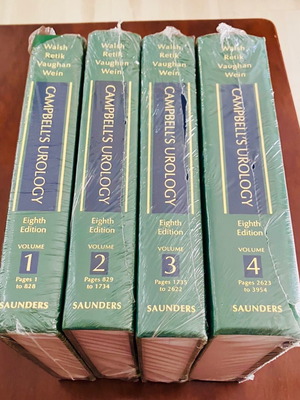 Walsh
Retik
Vaughan
Wein
CAMPBELL'S UROLOGY
Eighth
Edition
VOLUME
1
Pages 1
to 828
SAUNDERS
Walsh
Retik
Vaughan
Wein
CAMPBELL'S UROLOGY
Eighth
Edition
VOLUME
2
Pages 829
to 1734
SAUNDERS
Walsh
Retik
Vaughan
Wein
CAMPBELL'S UROLOGY
Eighth
Edition
VOLUME
3
Pages 1735
to 2622
SAUNDERS
Walsh
Retik
Vaughan
Wein
CAMPBELL'S UROLOGY
Eighth
Edition
VOLUME
4
Pages 2623
to 3954
SAUNDERS